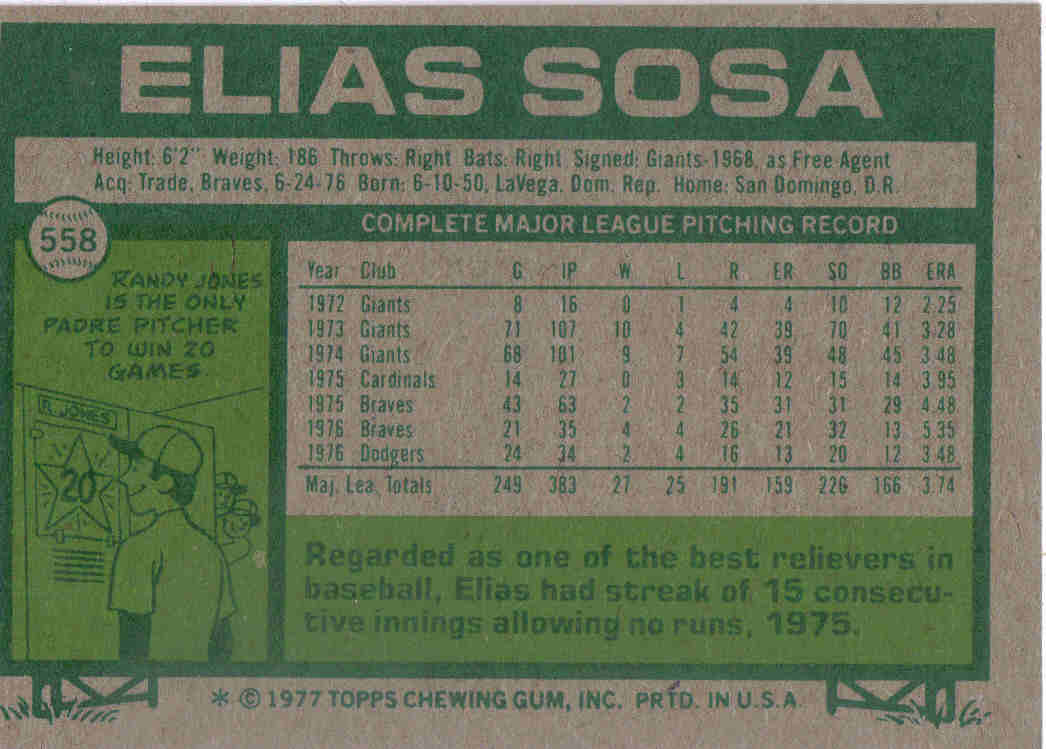 ELIAS SOSA
Height: 6'2" Weight: 186 Throws: Right Bats: Right Signed: Giants-1968, as Free Agent
Acq: Trade, Braves, 6-24-76 Born: 6-10-50, LaVega, Dom. Rep. Home: San Domingo, D.R.
558
COMPLETE MAJOR LEAGUE PITCHING RECORD
RANDY JONES
IS THE ONLY
PADRE PITCHER
TO WIN 20
GAMES.
R. JONES
20
Year Club G IP W L R ER SO BB ERA
1972 Giants 8 16 0 1 4 4 10 12 2.25
1973 Giants 71 107 10 4 42 39 70 41 3.28
1974 Giants 68 101 9 7 54 39 48 45 3.48
1975 Cardinals 14 27 0 3 14 12 15 14 3.95
1975 Braves 43 63 2 2 35 31 31 29 4.48
1976 Braves 21 35 4 4 26 21 32 13 5.35
1976 Dodgers 24 34 2 4 16 13 20 12 3.48
Maj. Lea. Totals 249 383 27 25 191 159 226 166 3.74
Regarded as one of the best relievers in
baseball, Elias had streak of 15 consecu-
tive innings allowing no runs, 1975.
* © 1977 TOPPS CHEWING GUM, INC. PRTD. IN U.S.A.